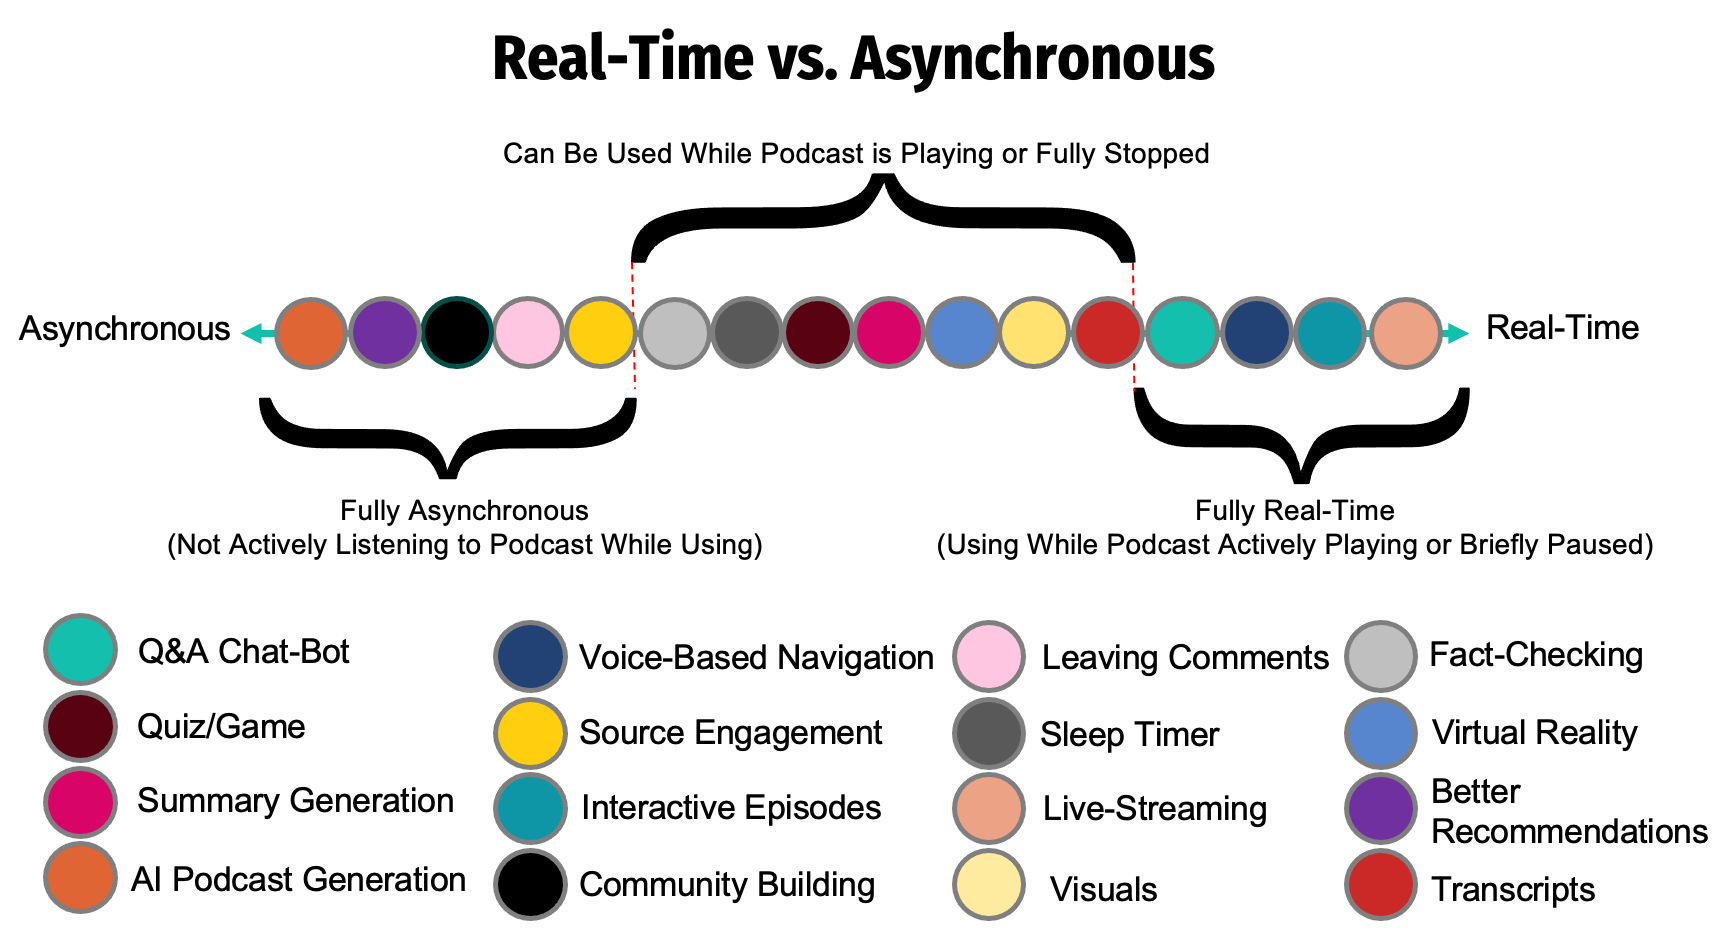 Real-Time vs. Asynchronous
Can Be Used While Podcast is Playing or Fully Stopped
Asynchronous
Real-Time
Fully Asynchronous
(Not Actively Listening to Podcast While Using)
Fully Real-Time
(Using While Podcast Actively Playing or Briefly Paused)
Q&A Chat-Bot
Voice-Based Navigation
Leaving Comments
Fact-Checking
Quiz/Game
Source Engagement
Sleep Timer
Virtual Reality
Summary Generation
Interactive Episodes
Live-Streaming
Better
Recommendations
AI Podcast Generation
Community Building
Visuals
Transcripts